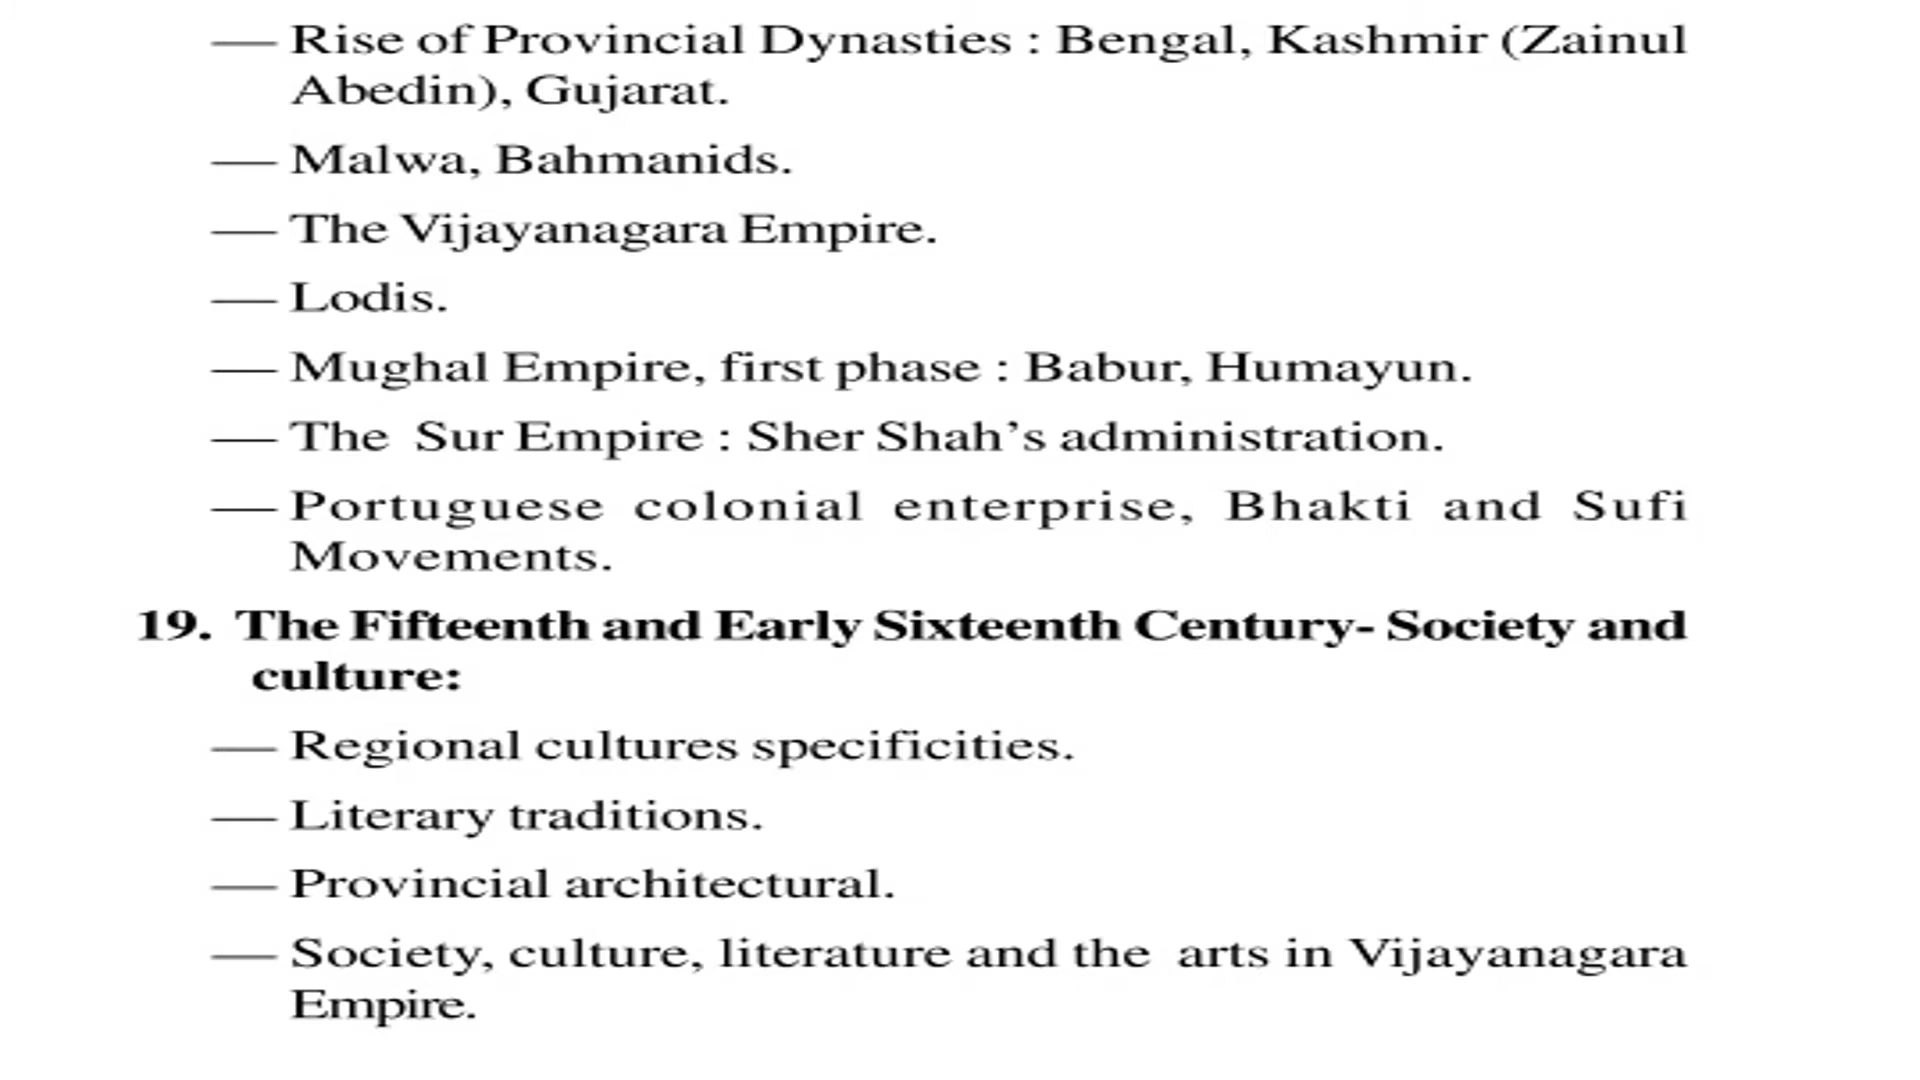 — Rise of Provincial Dynasties : Bengal, Kashmir (Zainul
Abedin), Gujarat.
— Malwa, Bahmanids.
— The Vijayanagara Empire.
— Lodis.
— Mughal Empire, first phase : Babur, Humayun.
— The Sur Empire : Sher Shah’s administration.
— Portuguese colonial enterprise, Bhakti and Sufi
Movements.
19. The Fifteenth and Early Sixteenth Century- Society and
culture:
— Regional cultures specificities.
— Literary traditions.
— Provincial architectural.
— Society, culture, literature and the arts in Vijayanagara
Empire.